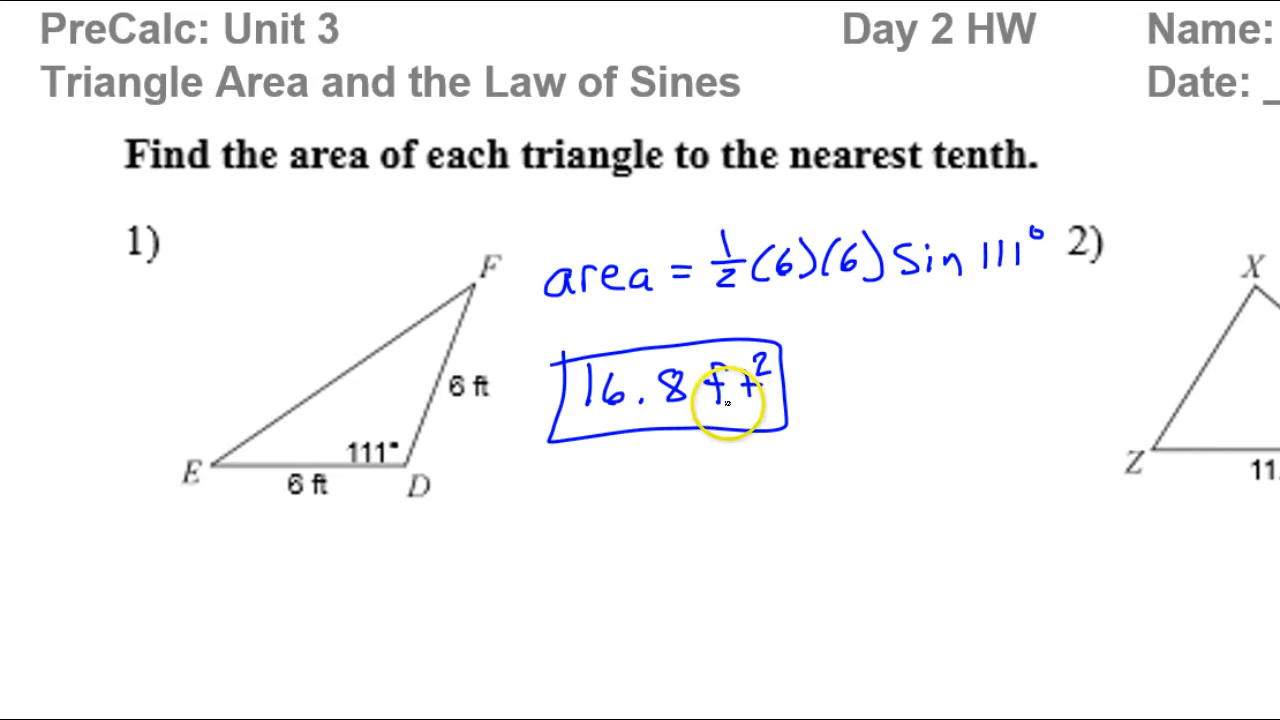 PreCalc: Unit 3 Day 2 HW Name:
Triangle Area and the Law of Sines Date: _
Find the area of each triangle to the nearest tenth.
1) area = 1/2 (6)(6) sin 111° 2)
F
X
6 ft
16.8 ft²
111°
E
6 ft
D
Z
11.